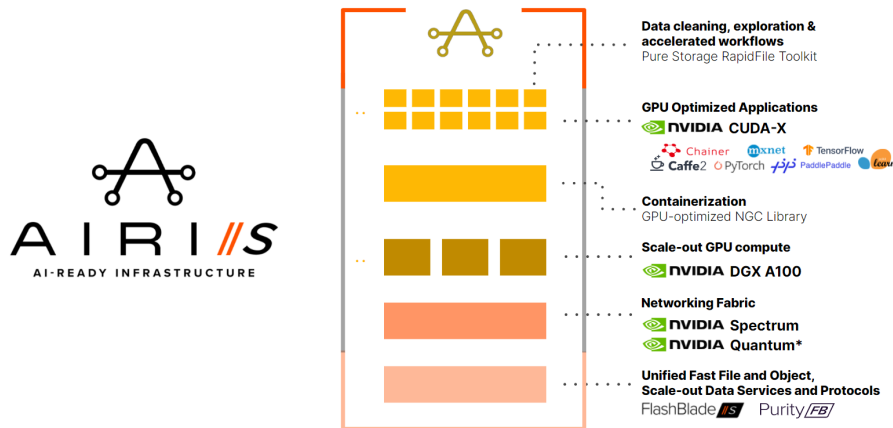 AIRI//S
AI-READY INFRASTRUCTURE
Data cleaning, exploration &
accelerated workflows
Pure Storage RapidFile Toolkit
GPU Optimized Applications
NVIDIA CUDA-X
Chainer mxnet TensorFlow
Caffe2 PyTorch PaddlePaddle learn
Containerization
GPU-optimized NGC Library
Scale-out GPU compute
NVIDIA DGX A100
Networking Fabric
NVIDIA Spectrum
NVIDIA Quantum*
Unified Fast File and Object,
Scale-out Data Services and Protocols
FlashBlade//S Purity/FB